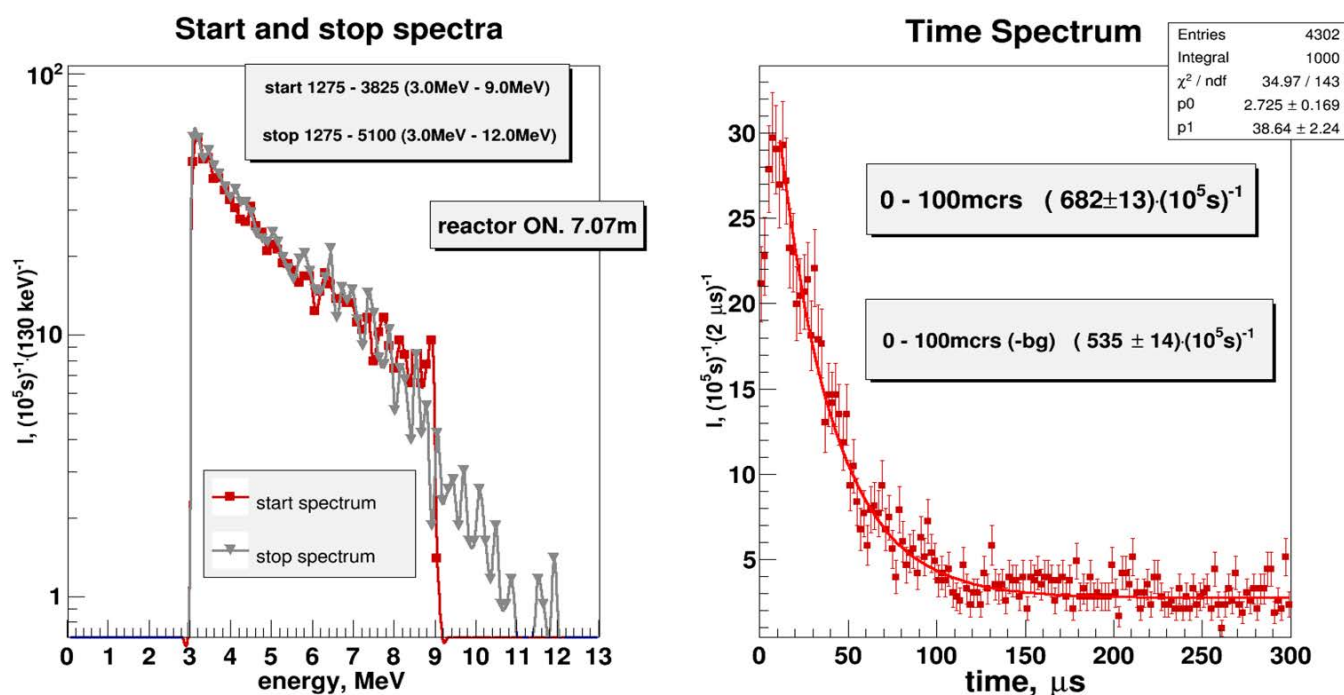 Start and stop spectra
10²
10
1
I, (10⁵s)⁻¹·(130 keV)⁻¹
start 1275 - 3825 (3.0MeV - 9.0MeV)
stop 1275 - 5100 (3.0MeV - 12.0MeV)
reactor ON. 7.07m
start spectrum
stop spectrum
0 1 2 3 4 5 6 7 8 9 10 11 12 13
energy, MeV
Time Spectrum
Entries 4302
Integral 1000
χ² / ndf 34.97 / 143
p0 2.725 ± 0.169
p1 38.64 ± 2.24
30
25
20
15
10
5
I, (10⁵s)⁻¹·(2 μs)⁻¹
0 - 100mcrs ( 682±13)·(10⁵s)⁻¹
0 - 100mcrs (-bg) ( 535 ± 14)·(10⁵s)⁻¹
0 50 100 150 200 250 300
time, μs